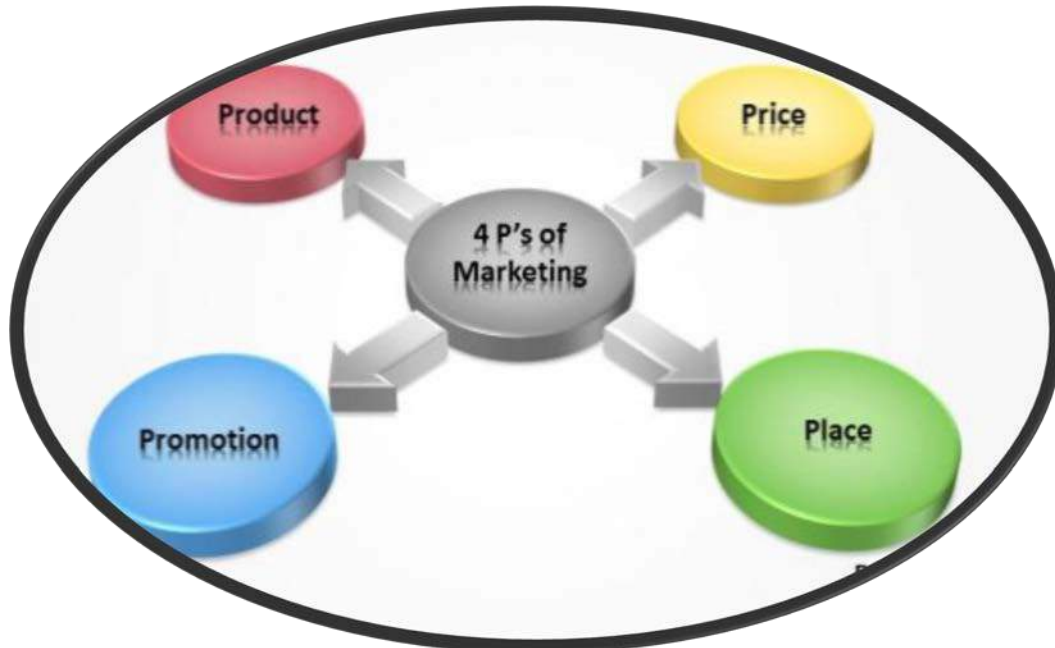 Product
Price
4 P's of
Marketing
Promotion
Place